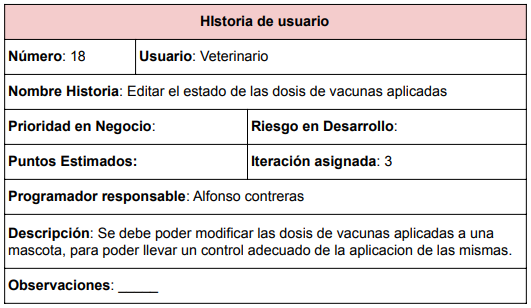 HIstoria de usuario
Número: 18 Usuario: Veterinario
Nombre Historia: Editar el estado de las dosis de vacunas aplicadas
Prioridad en Negocio: Riesgo en Desarrollo:
Puntos Estimados: Iteración asignada: 3
Programador responsable: Alfonso contreras
Descripción: Se debe poder modificar las dosis de vacunas aplicadas a una
mascota, para poder llevar un control adecuado de la aplicacion de las mismas.
Observaciones: _____